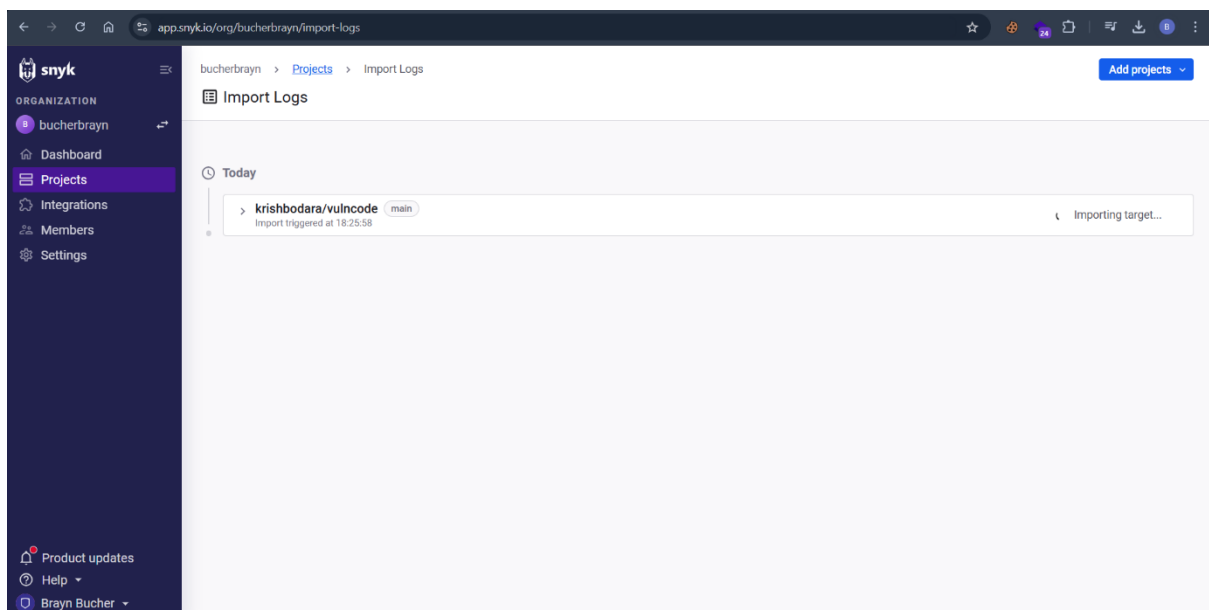 app.snyk.io/org/bucherbrayn/import-logs
24
B
snyk
ORGANIZATION
B bucherbrayn
Dashboard
Projects
Integrations
Members
Settings
Product updates
Help
Brayn Bucher
bucherbrayn > Projects > Import Logs
Add projects
Import Logs
Today
krishbodara/vulncode main
Import triggered at 18:25:58
Importing target...